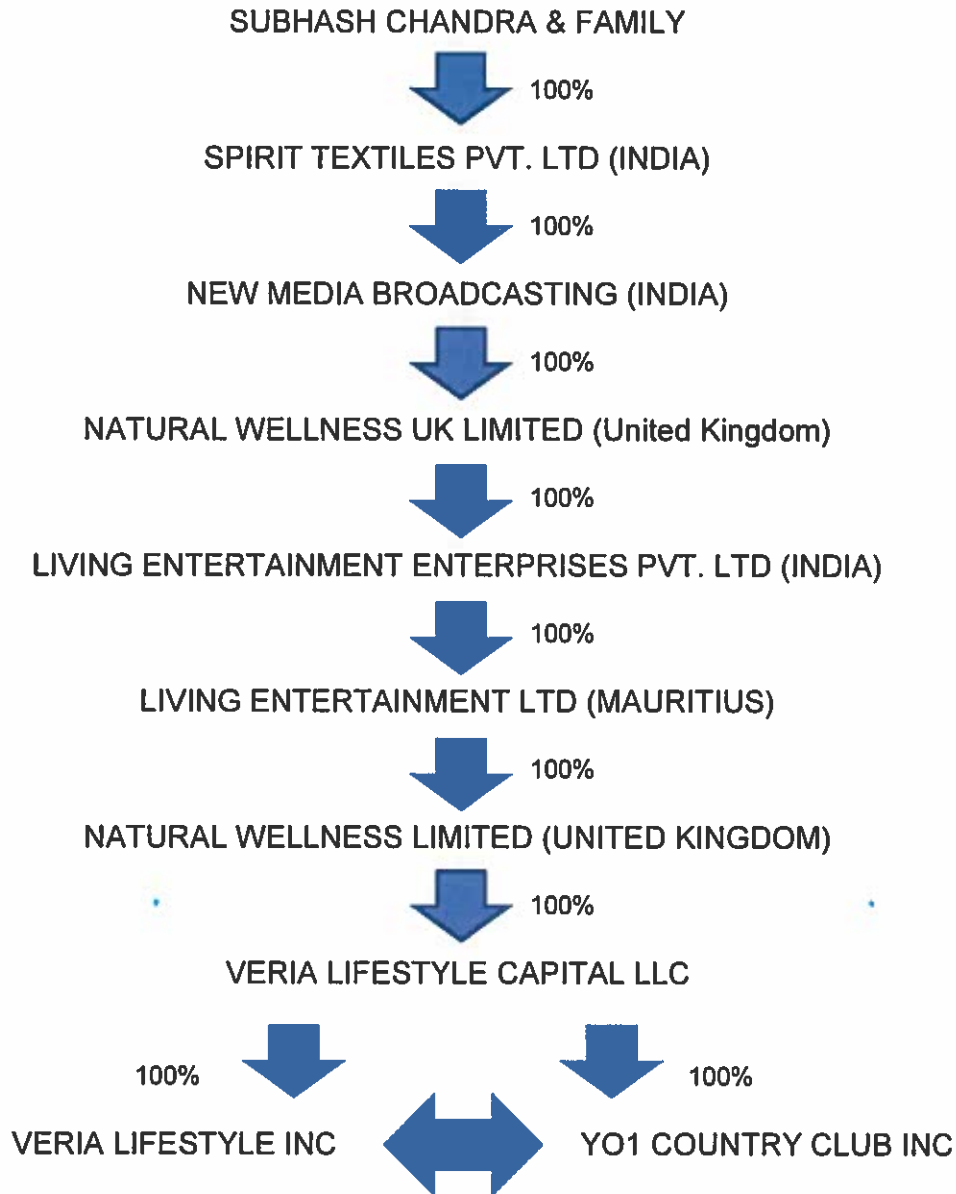 SUBHASH CHANDRA & FAMILY
100%
SPIRIT TEXTILES PVT. LTD (INDIA)
100%
NEW MEDIA BROADCASTING (INDIA)
100%
NATURAL WELLNESS UK LIMITED (United Kingdom)
100%
LIVING ENTERTAINMENT ENTERPRISES PVT. LTD (INDIA)
100%
LIVING ENTERTAINMENT LTD (MAURITIUS)
100%
NATURAL WELLNESS LIMITED (UNITED KINGDOM)
100%
VERIA LIFESTYLE CAPITAL LLC
100% 100%
VERIA LIFESTYLE INC YO1 COUNTRY CLUB INC